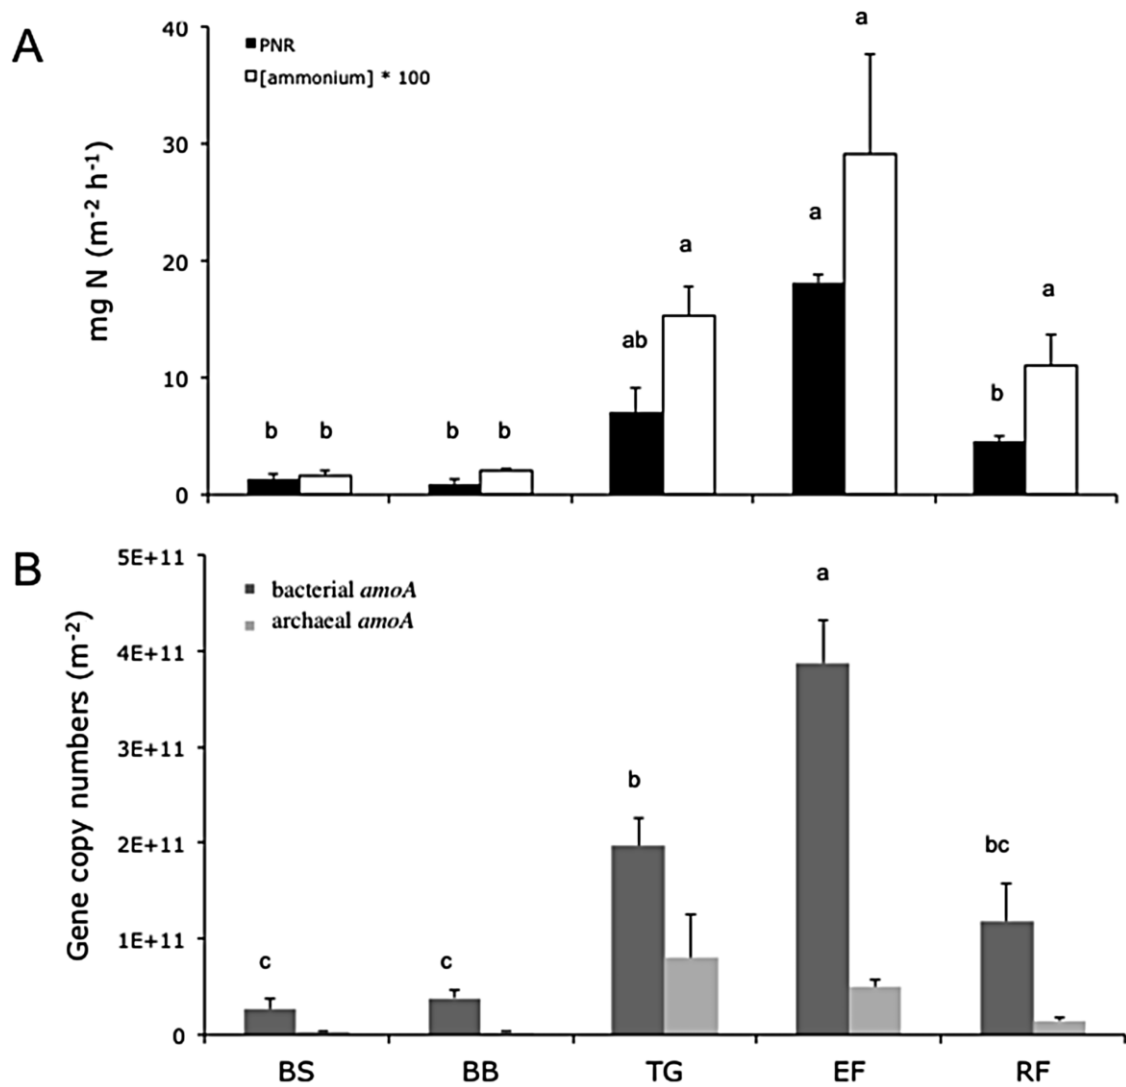 A
40
30
20
10
0
mg N (m-2 h-1)
PNR
[ammonium] * 100
b b b b ab a a a b a
B
5E+11
4E+11
3E+11
2E+11
1E+11
0
Gene copy numbers (m-2)
bacterial amoA
archaeal amoA
c c b a bc
BS BB TG EF RF